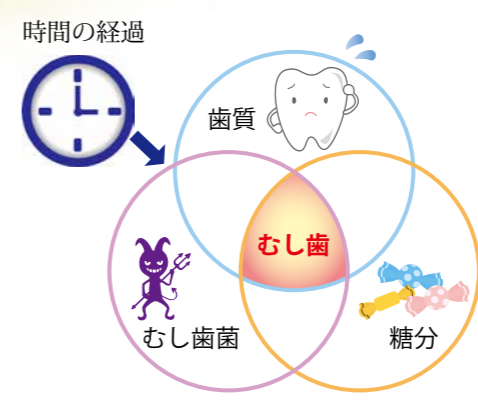 時間の経過
歯質
むし歯
むし歯菌
糖分